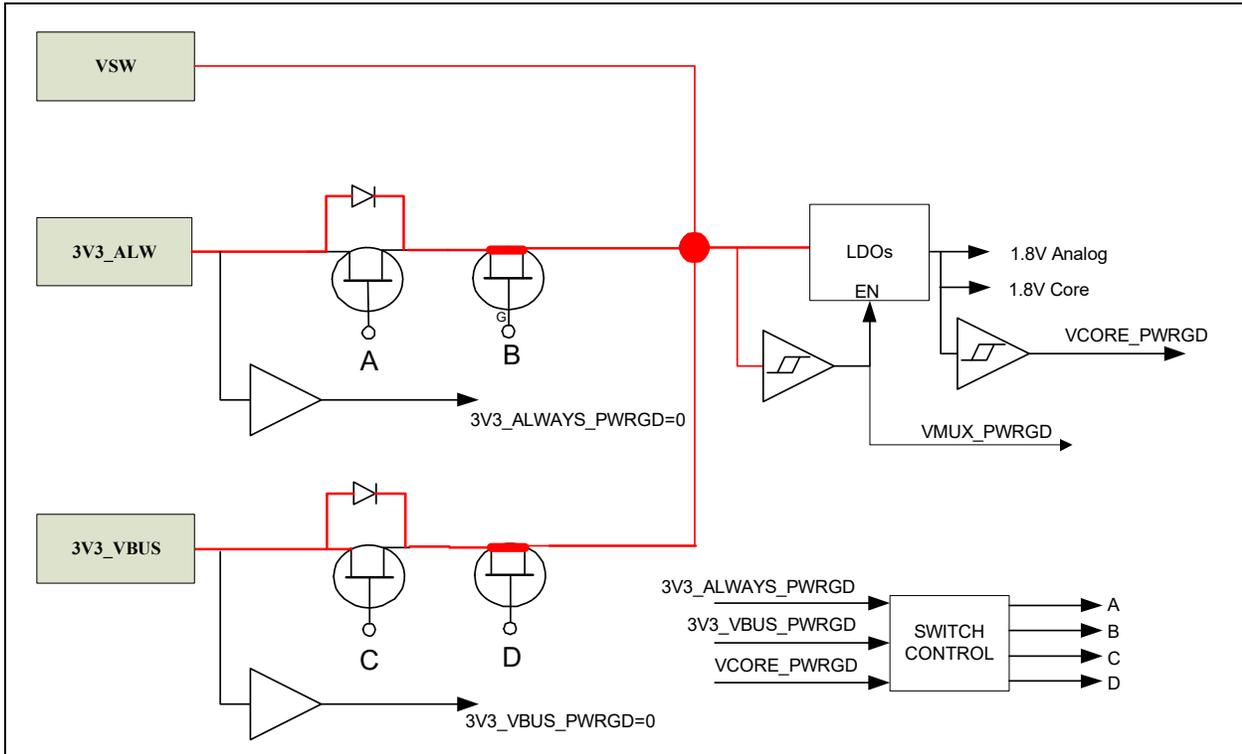 VSW
3V3_ALW
LDOs
EN
1.8V Analog
1.8V Core
G
A
B
VCORE_PWRGD
3V3_ALWAYS_PWRGD=0
VMUX_PWRGD
3V3_VBUS
C
D
3V3_VBUS_PWRGD=0
3V3_ALWAYS_PWRGD
3V3_VBUS_PWRGD
VCORE_PWRGD
SWITCH
CONTROL
A
B
C
D